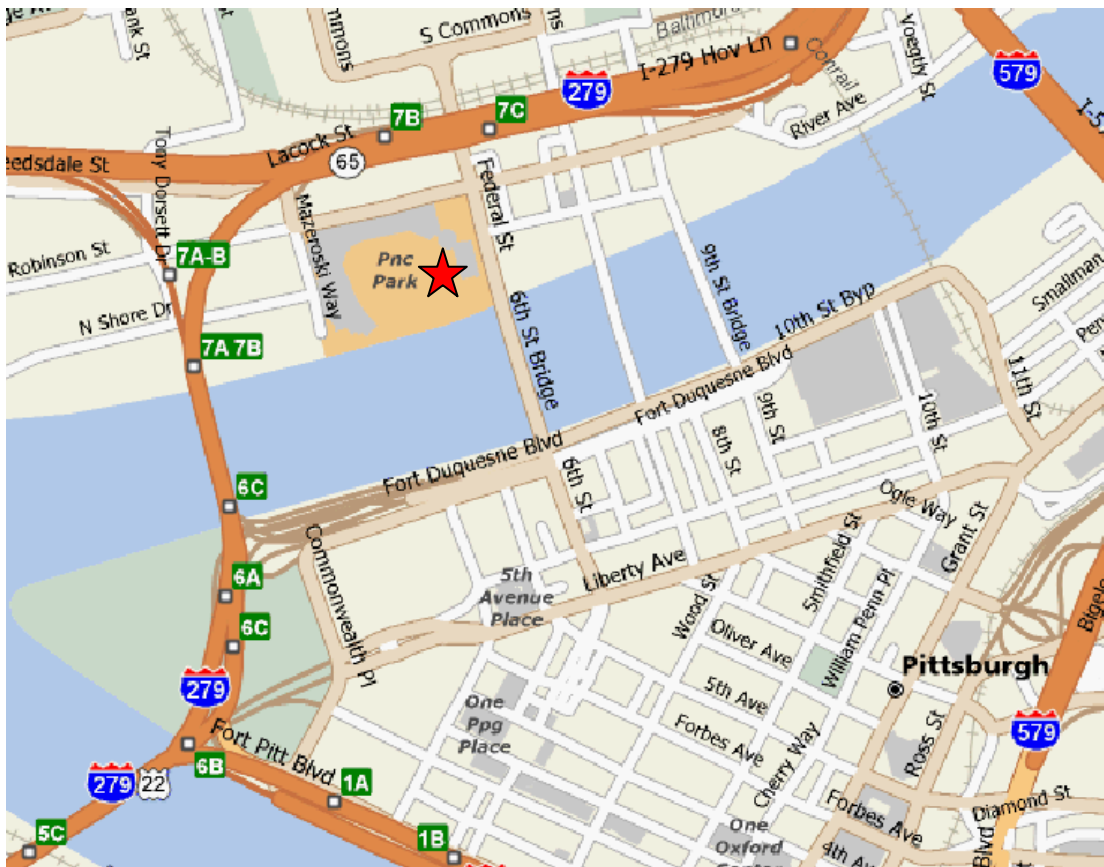 S Commons
Baltimore
Voegtly St
I-279 Hov Ln
Conrail
279
579
7B
7C
River Ave
Lacock St
65
eedsdale St
Tony Dorsett Dr
Mazeroski Way
Federal St
7A-B
Robinson St
Pnc
Park
9th St Bridge
Smallman
N Shore Dr
6th St Bridge
10th St Byp
7A 7B
Fort Duquesne Blvd
11th St
9th St
10th St
8th St
Fort Duquesne Blvd
6th St
6C
Ogle Way
Commonwealth Pl
Liberty Ave
Smithfield St
Grant St
6A
5th
Avenue
Place
Wood St
William Penn Pl
6C
Oliver Ave
Pittsburgh
279
5th Ave
One
Ppg
Place
Forbes Ave
Ross St
579
Fort Pitt Blvd
6B
Cherry Way
279
22
1A
Forbes Ave
Diamond St
5C
1B
One
Oxford
4th Ave
Blvd